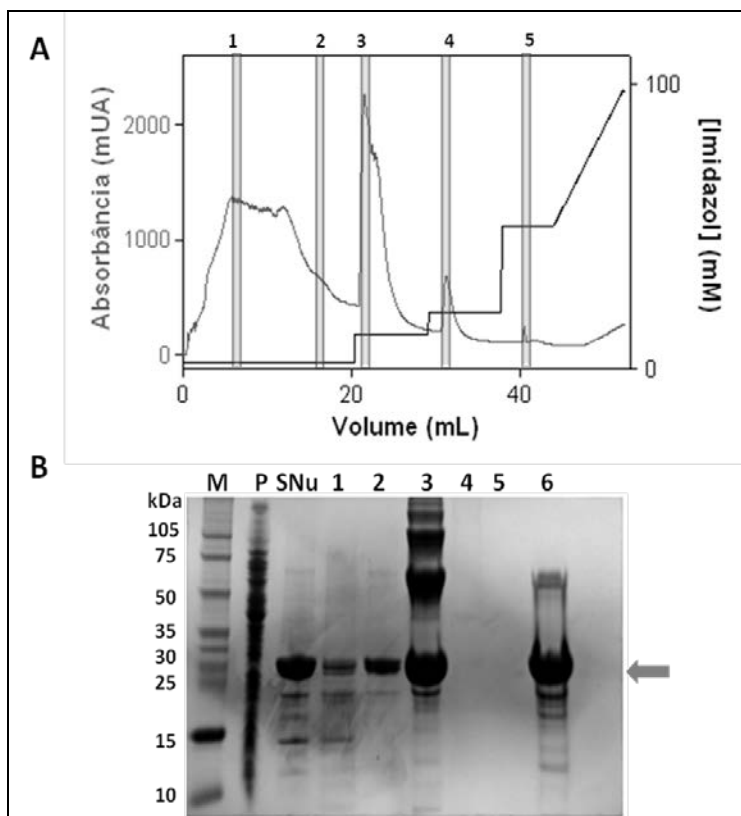 A
1 2 3 4 5
2000
1000
0
Absorbância (mUA)
100
0
[Imidazol] (mM)
0 20 40
Volume (mL)
B
M P SNu 1 2 3 4 5 6
kDa
105
75
50
35
30
25
15
10